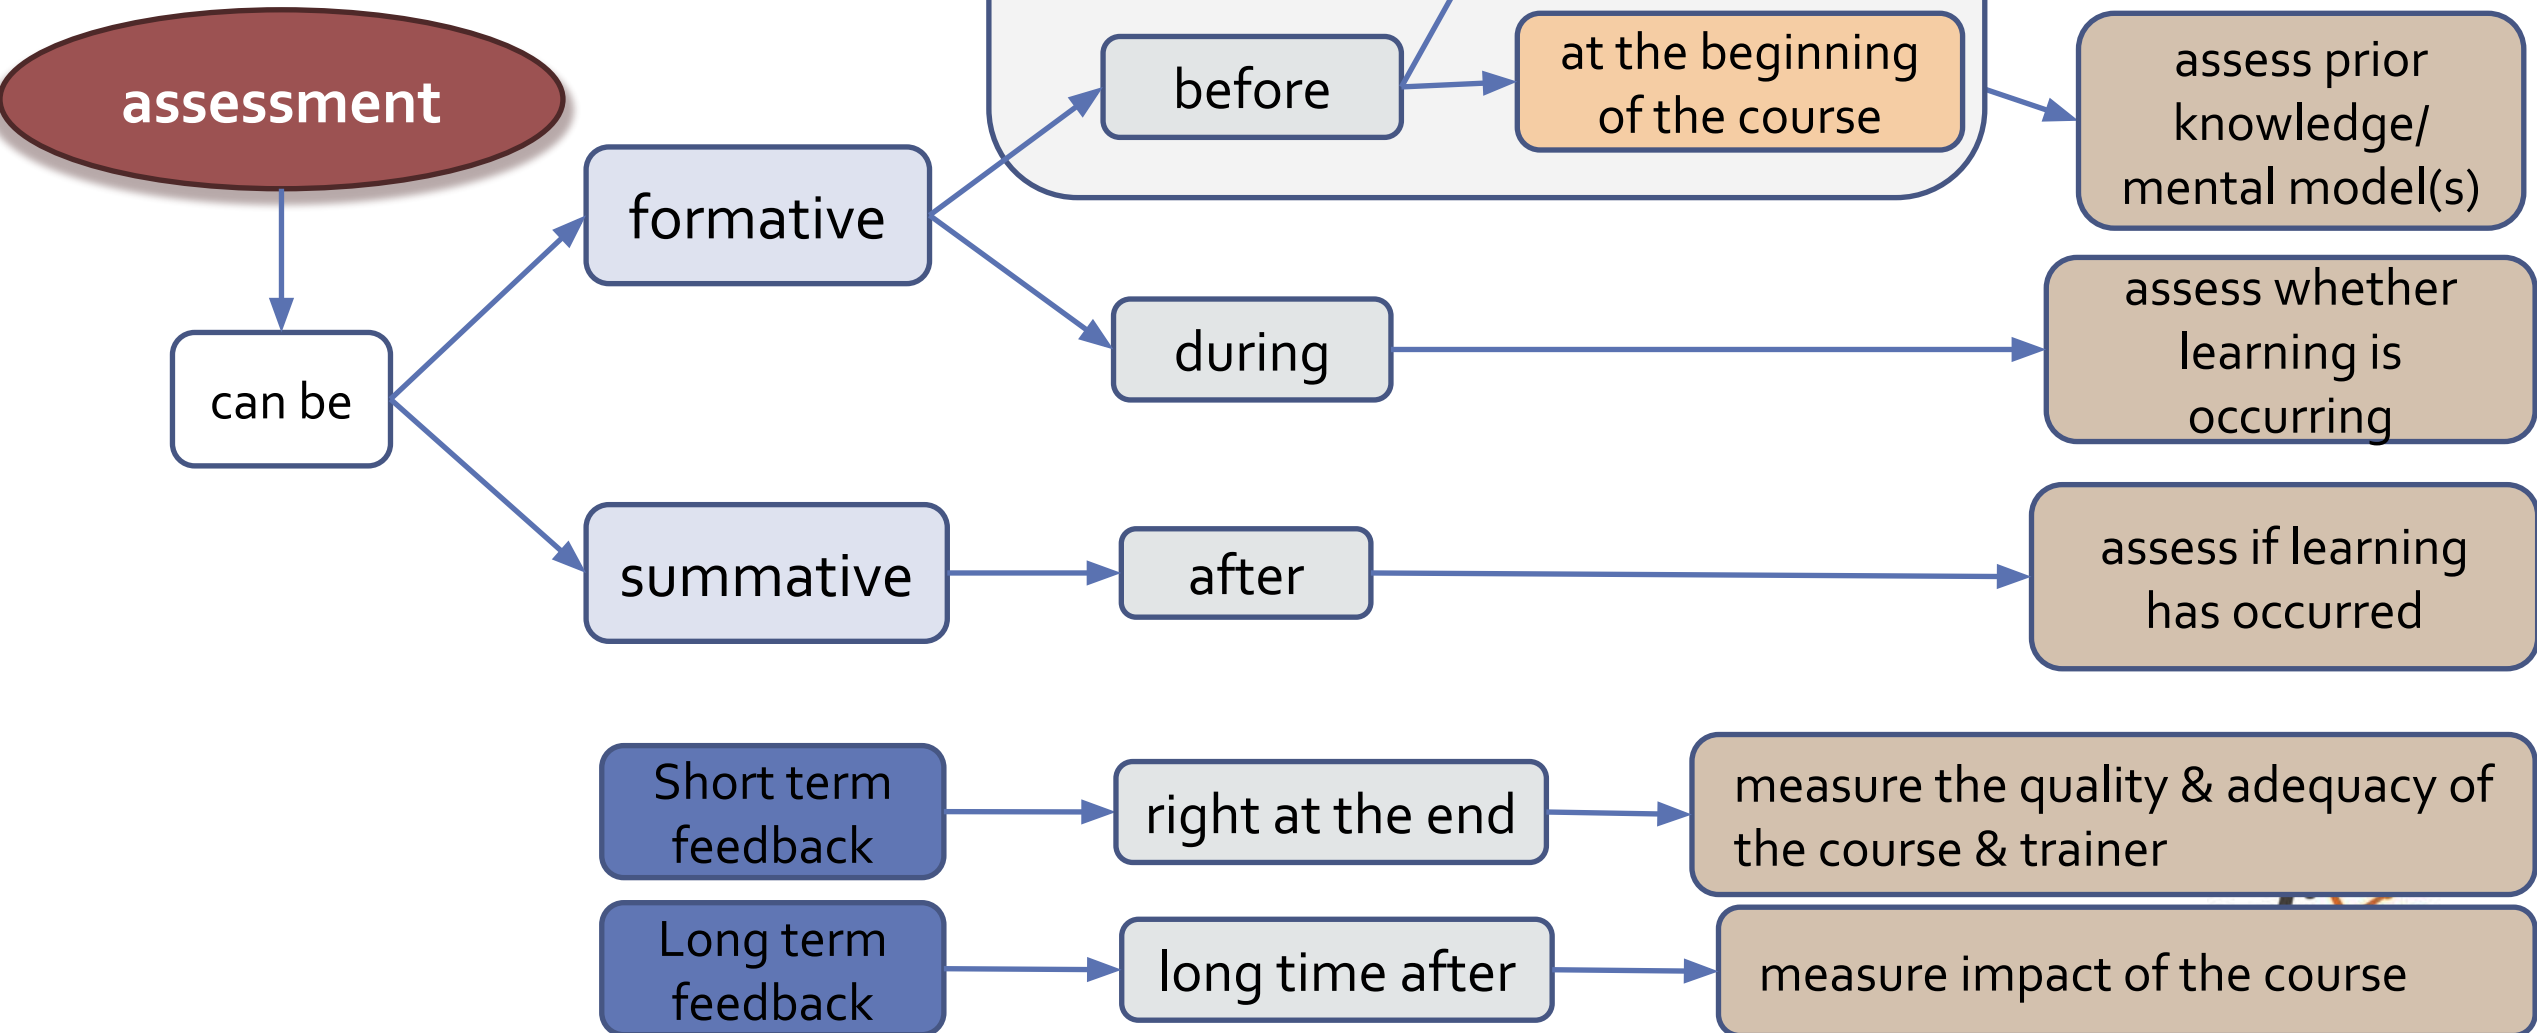 assessment
can be
formative
before
at the beginning
of the course
assess prior
knowledge/
mental model(s)
during
assess whether
learning is
occurring
summative
after
assess if learning
has occurred
Short term
feedback
right at the end
measure the quality & adequacy of
the course & trainer
Long term
feedback
long time after
measure impact of the course